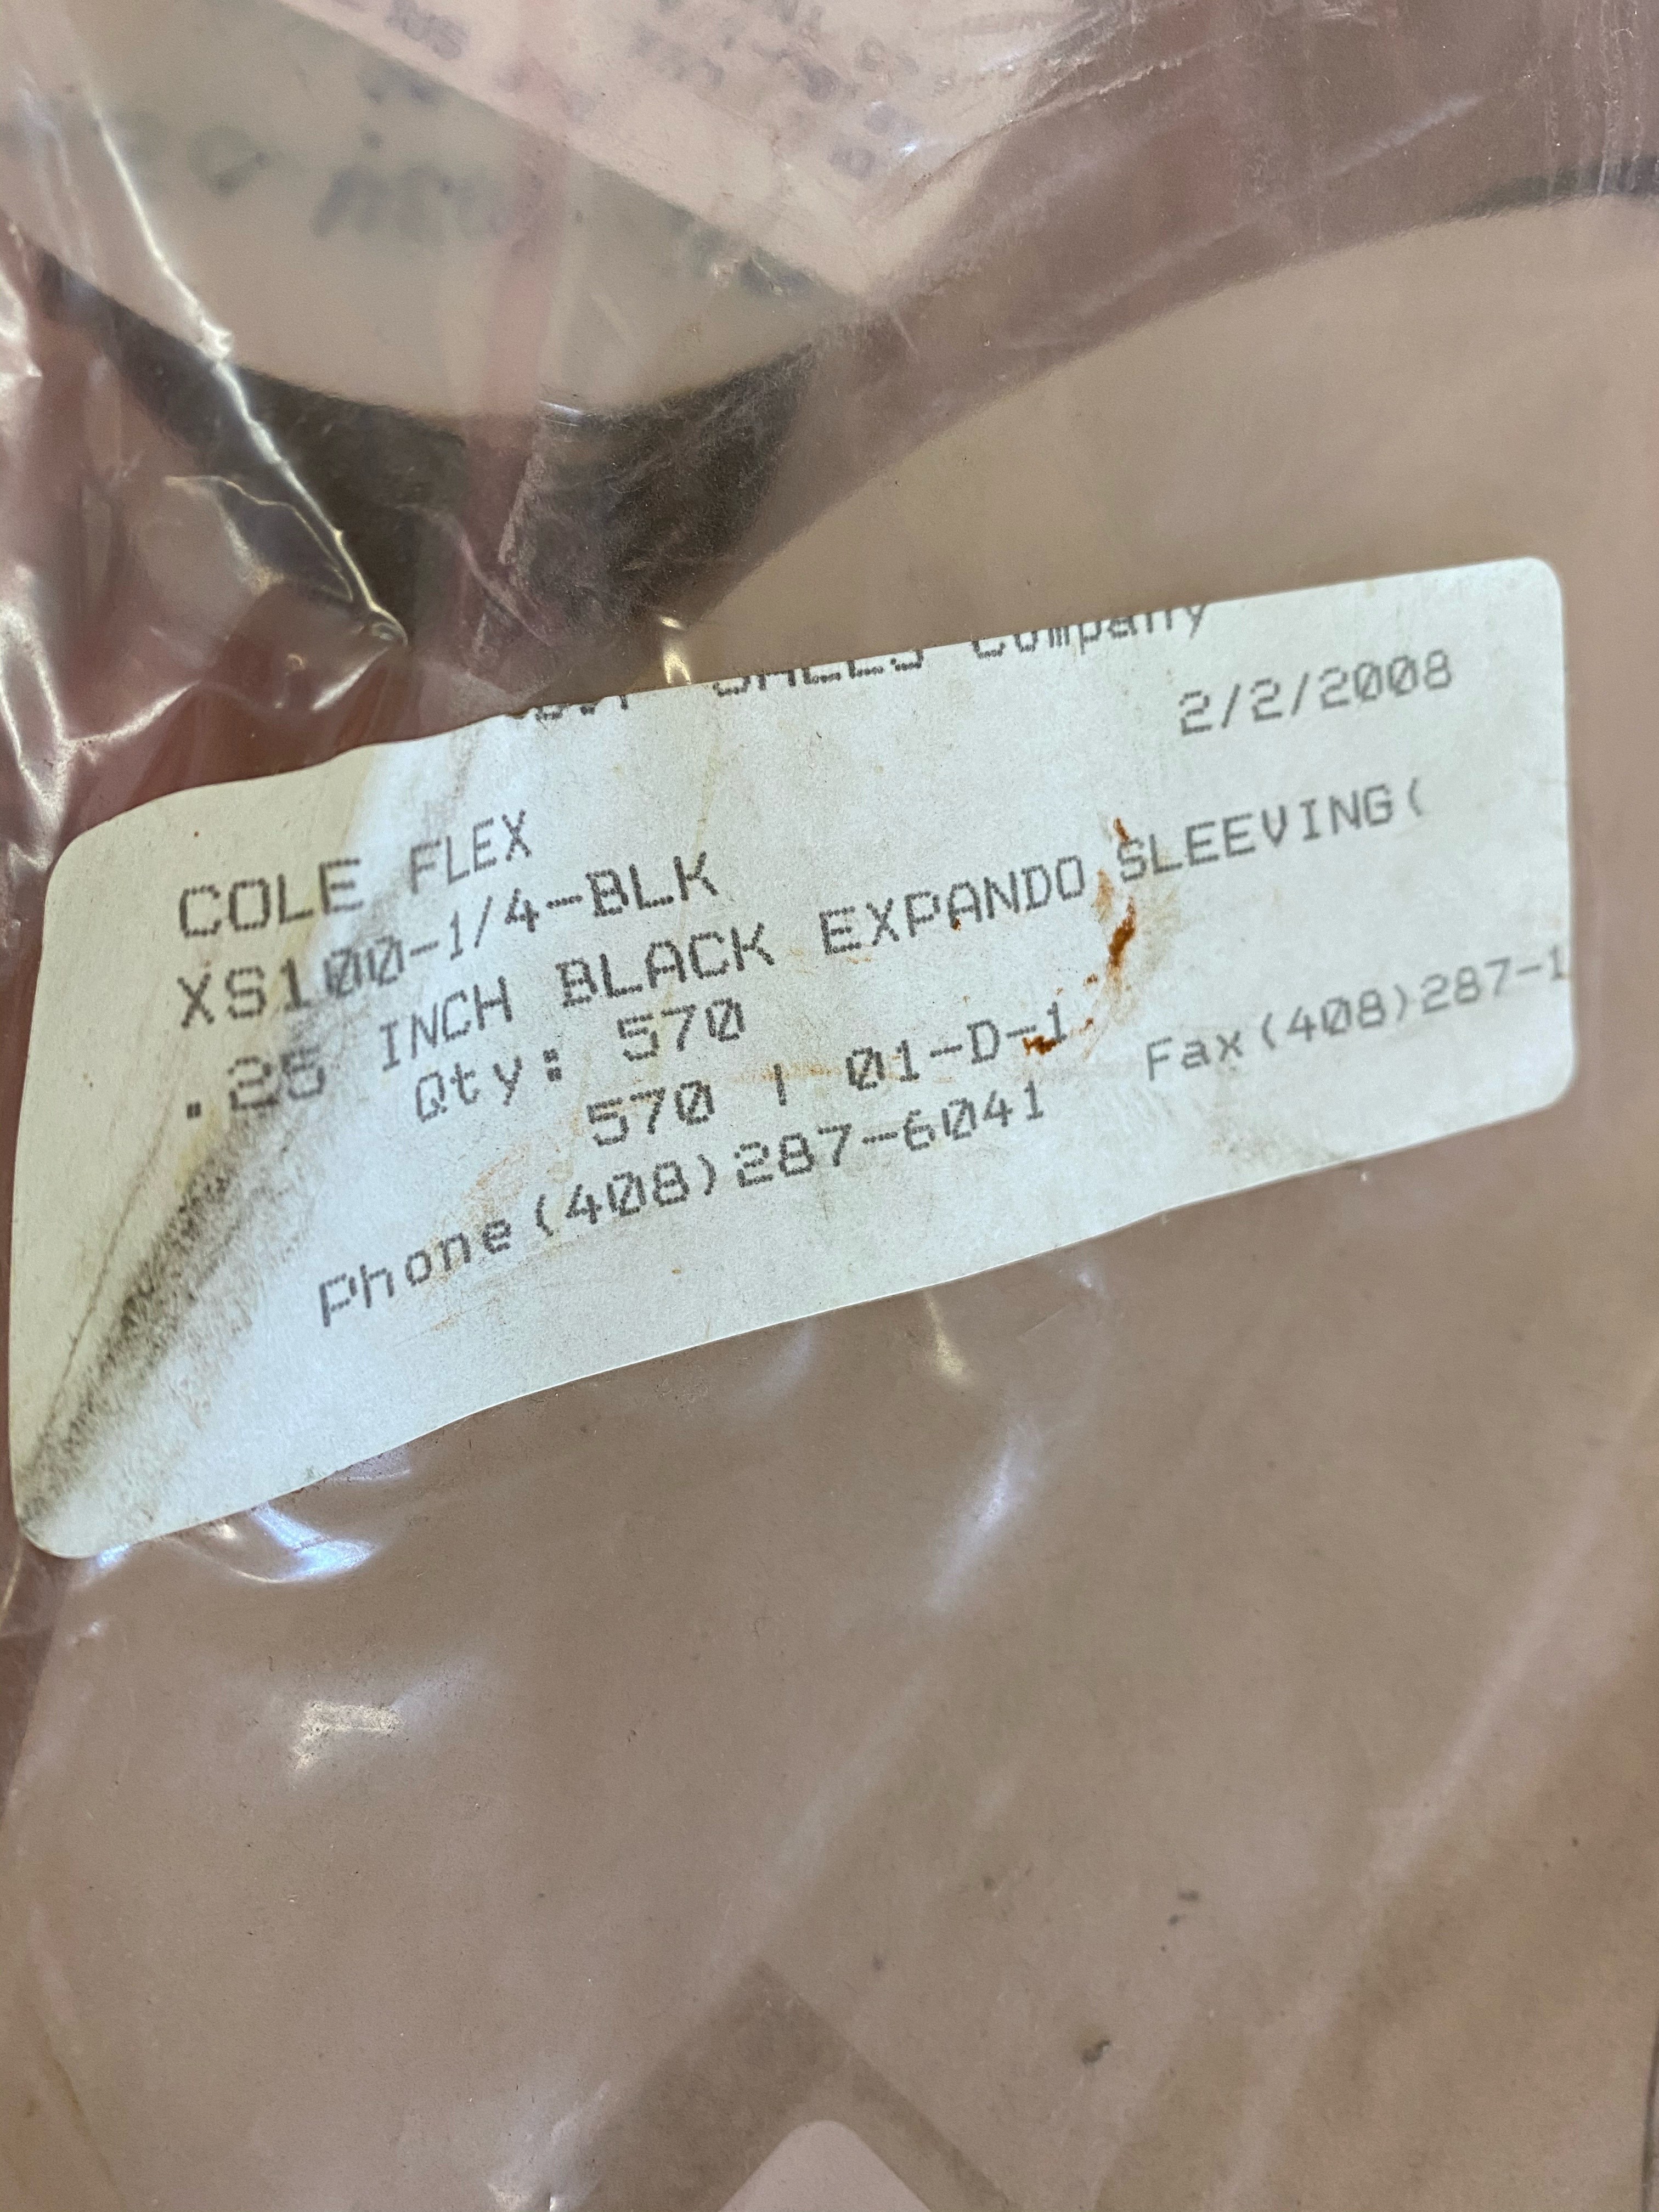 SALES Company
2/2/2008
COLE FLEX
XS100-1/4-BLK
.25 INCH BLACK EXPANDO SLEEVING(
Qty: 570
570 | 01-D-1
Phone(408)287-6041 Fax(408)287-1